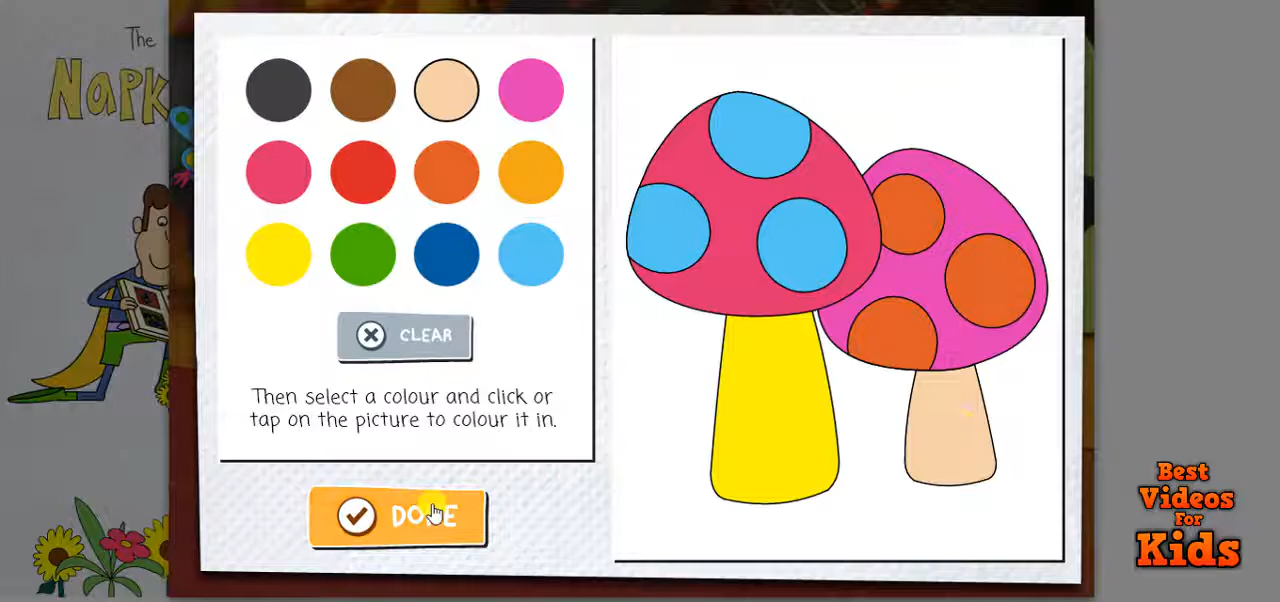 The
NaPK
CLEAR
Then select a colour and click or
tap on the picture to colour it in.
DONE
Best
Videos
For
Kids